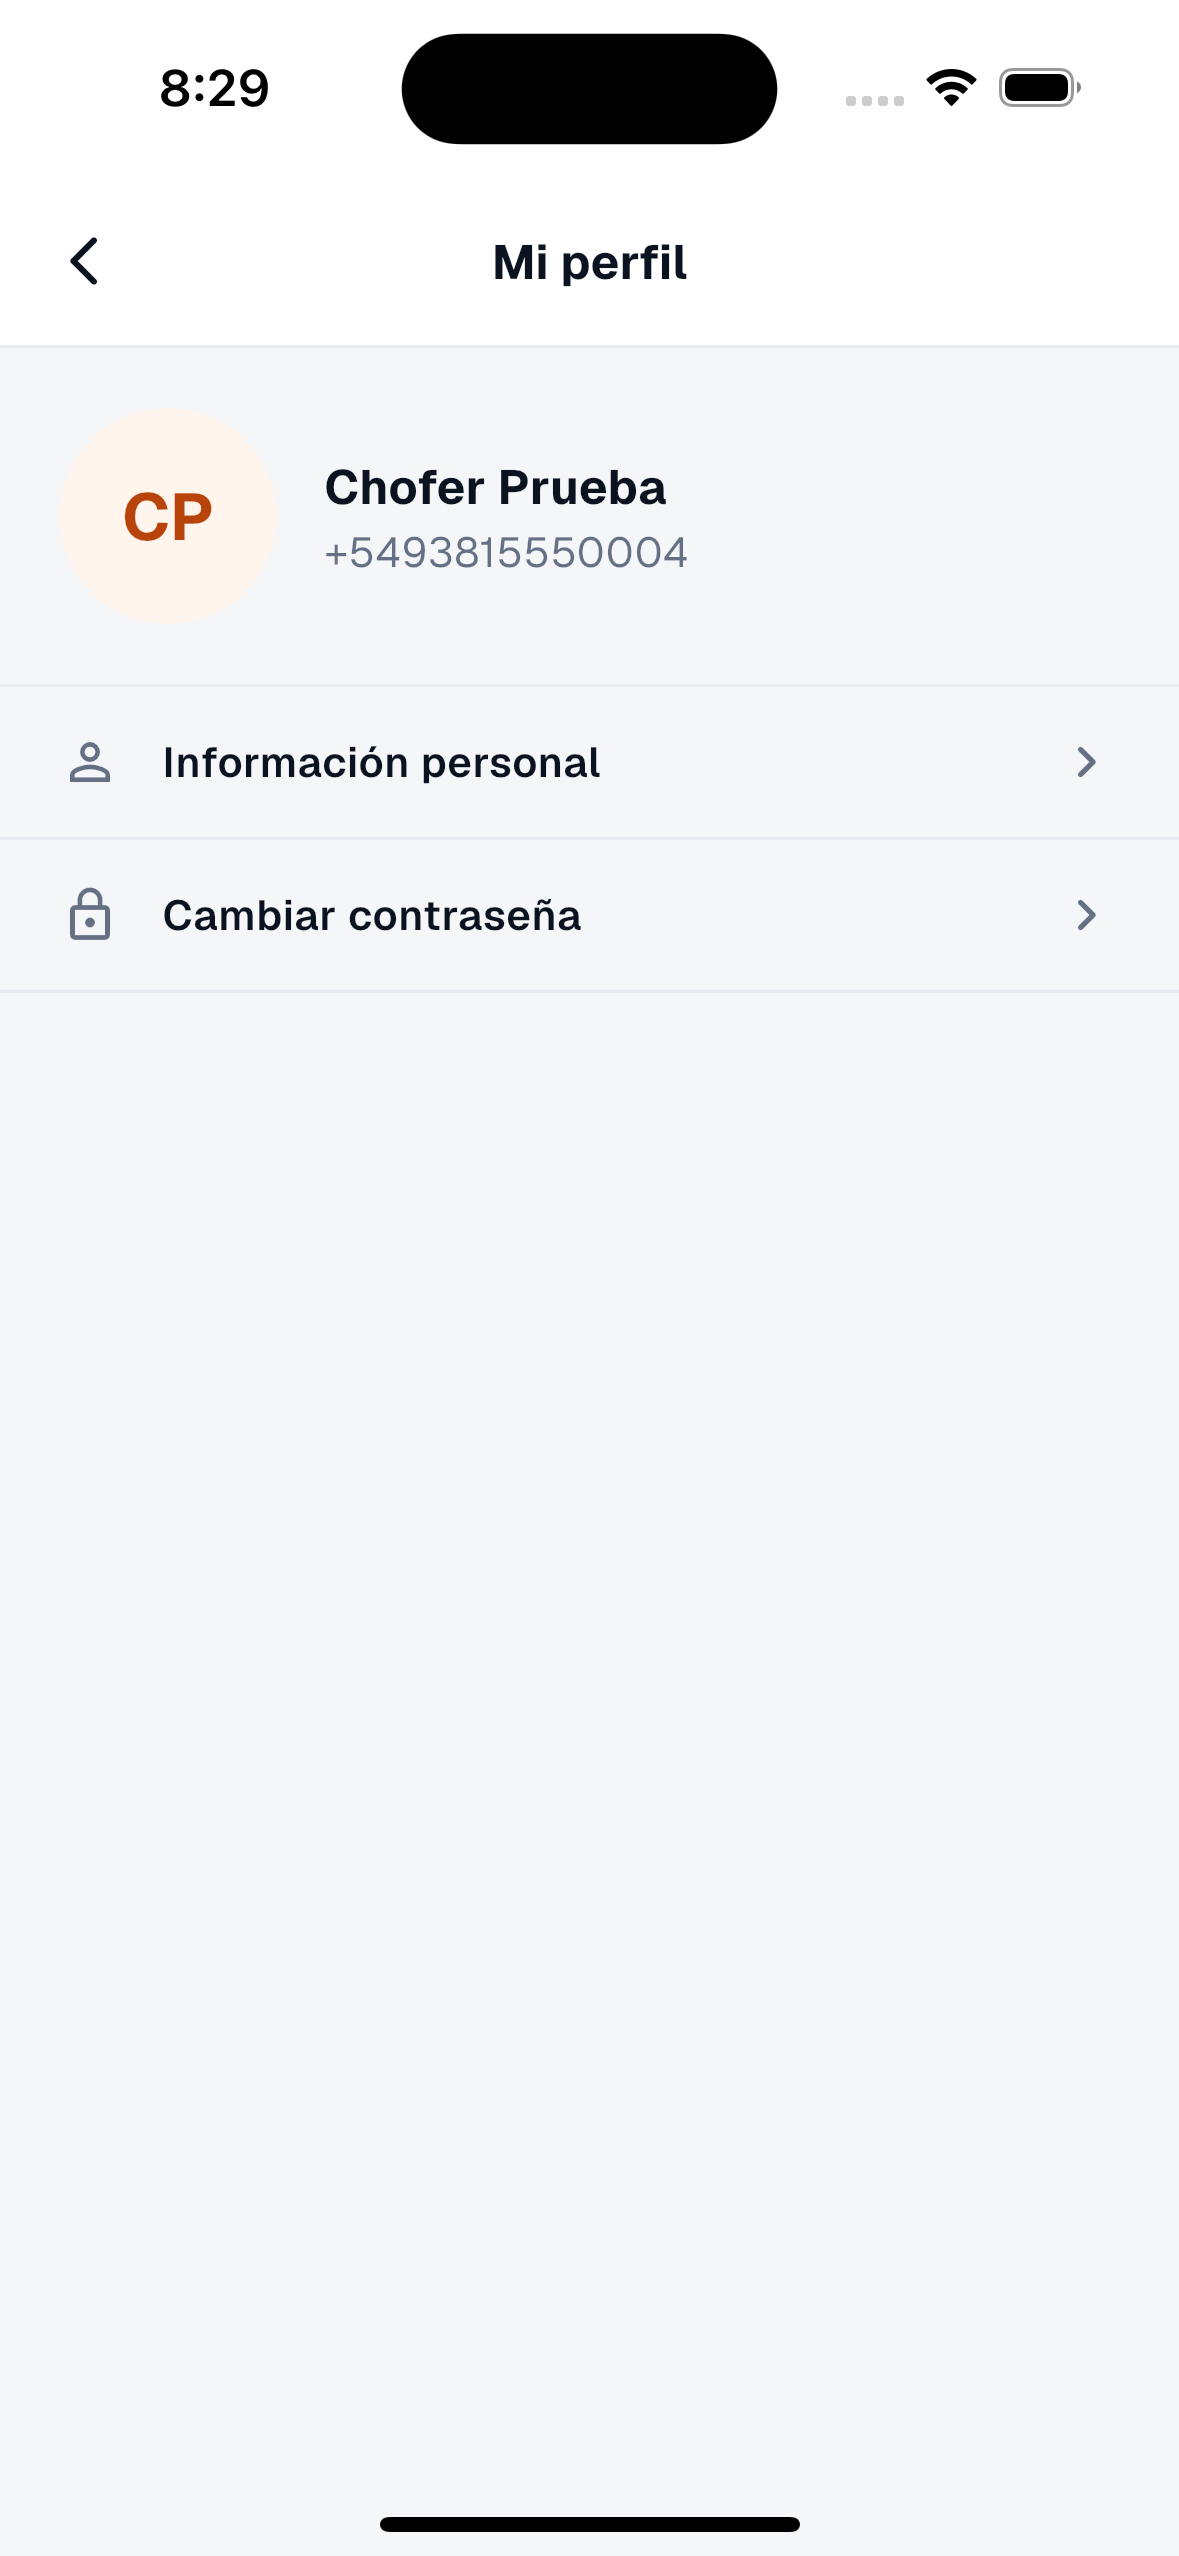 8:29
Mi perfil
CP
Chofer Prueba
+5493815550004
Información personal
Cambiar contraseña